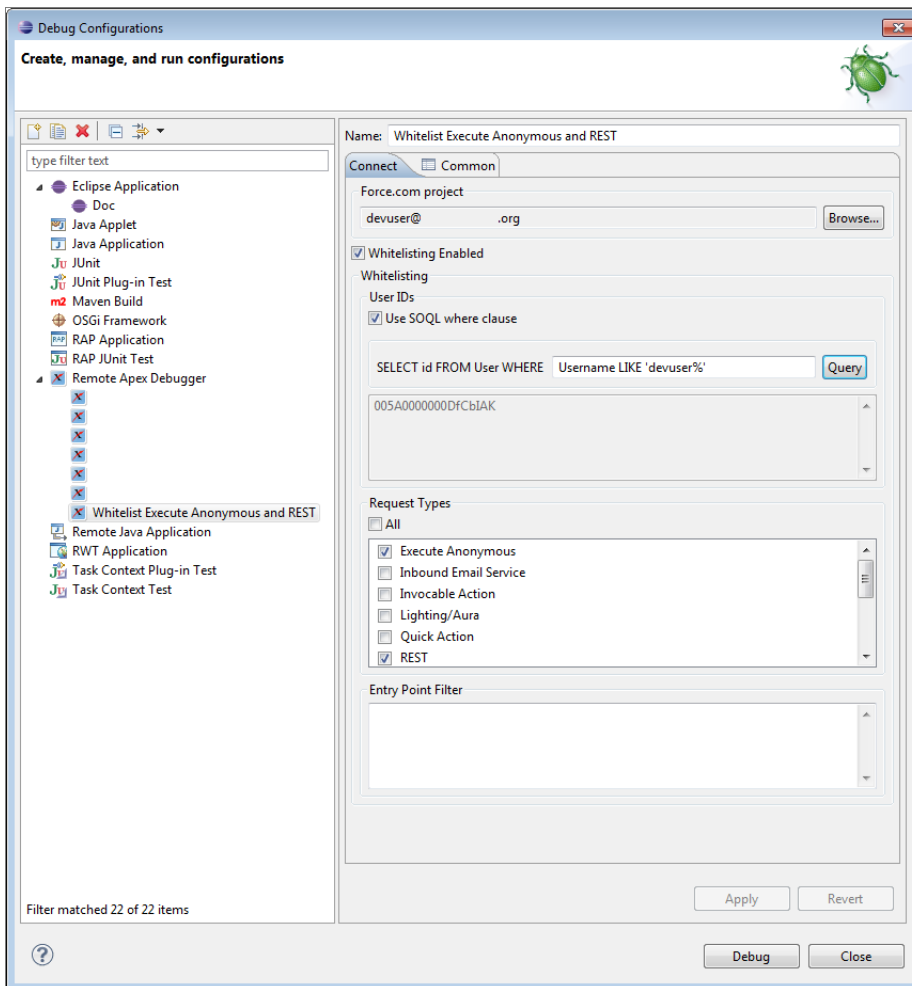 Debug Configurations
Create, manage, and run configurations
type filter text
Eclipse Application
Doc
Java Applet
Java Application
JUnit
JUnit Plug-in Test
Maven Build
OSGi Framework
RAP Application
RAP JUnit Test
Remote Apex Debugger
Whitelist Execute Anonymous and REST
Remote Java Application
RWT Application
Task Context Plug-in Test
Task Context Test
Filter matched 22 of 22 items
Name: Whitelist Execute Anonymous and REST
Connect Common
Force.com project
devuser@ .org Browse...
Whitelisting Enabled
Whitelisting
User IDs
Use SOQL where clause
SELECT id FROM User WHERE Username LIKE 'devuser%' Query
005A0000000DfCbIAK
Request Types
All
Execute Anonymous
Inbound Email Service
Invocable Action
Lighting/Aura
Quick Action
REST
Entry Point Filter
Apply Revert
Debug Close